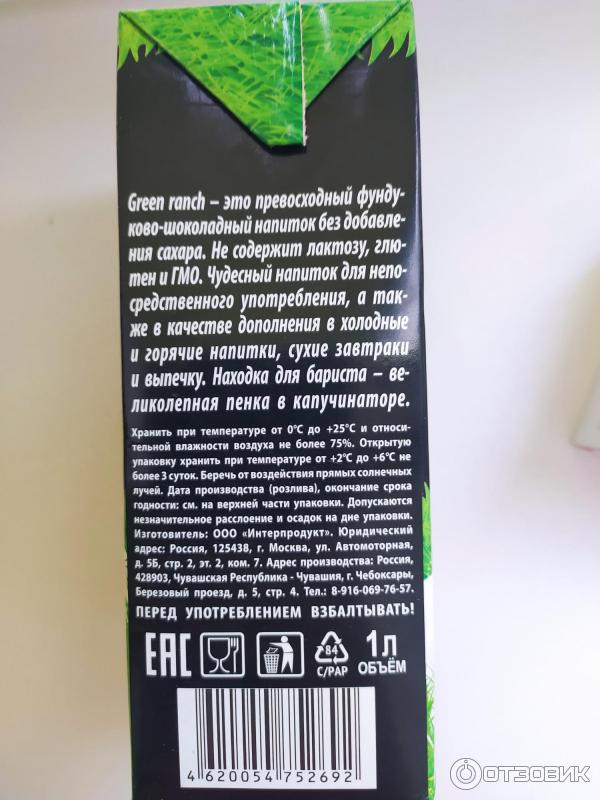 Green ranch – это превосходный фунду-
ково-шоколадный напиток без добавле-
ния сахара. Не содержит лактозу, глю-
тен и ГМО. Чудесный напиток для непо-
средственного употребления, а так-
же в качестве дополнения в холодные
и горячие напитки, сухие завтраки
и выпечку. Находка для бариста – ве-
ликолепная пенка в капучинаторе.
Хранить при температуре от 0°С до +25°С и относи-
тельной влажности воздуха не более 75%. Открытую
упаковку хранить при температуре от +2°С до +6°С не
более 3 суток. Беречь от воздействия прямых солнечных
лучей. Дата производства (розлива), окончание срока
годности: см. на верхней части упаковки. Допускаются
незначительное расслоение и осадок на дне упаковки.
Изготовитель: ООО «Интерпродукт». Юридический
адрес: Россия, 125438, г. Москва, ул. Автомоторная,
д. 5Б, стр. 2, эт. 2, ком. 7. Адрес производства: Россия,
428903, Чувашская Республика - Чувашия, г. Чебоксары,
Березовый проезд, д. 5, стр. 4. Тел.: 8-916-069-76-57.
ПЕРЕД УПОТРЕБЛЕНИЕМ ВЗБАЛТЫВАТЬ!
EAC
84
C/PAP
1л
ОБЪЁМ
4 620054 752692
ОТЗОВИК